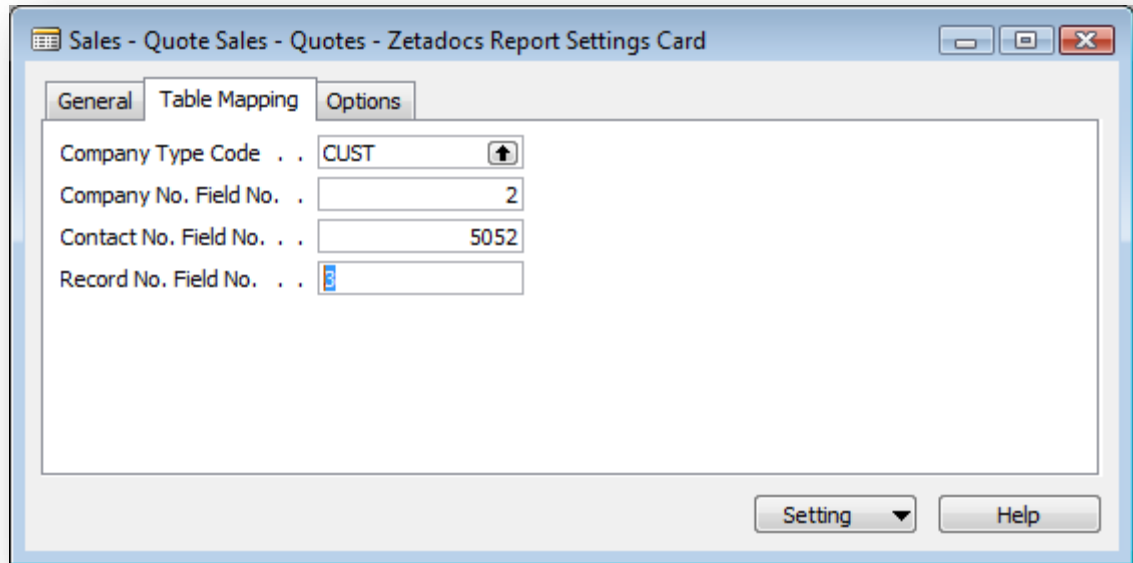 Sales - Quote Sales - Quotes - Zetadocs Report Settings Card
General Table Mapping Options
Company Type Code . . CUST
Company No. Field No. . 2
Contact No. Field No. . . 5052
Record No. Field No. . . 3
Setting Help